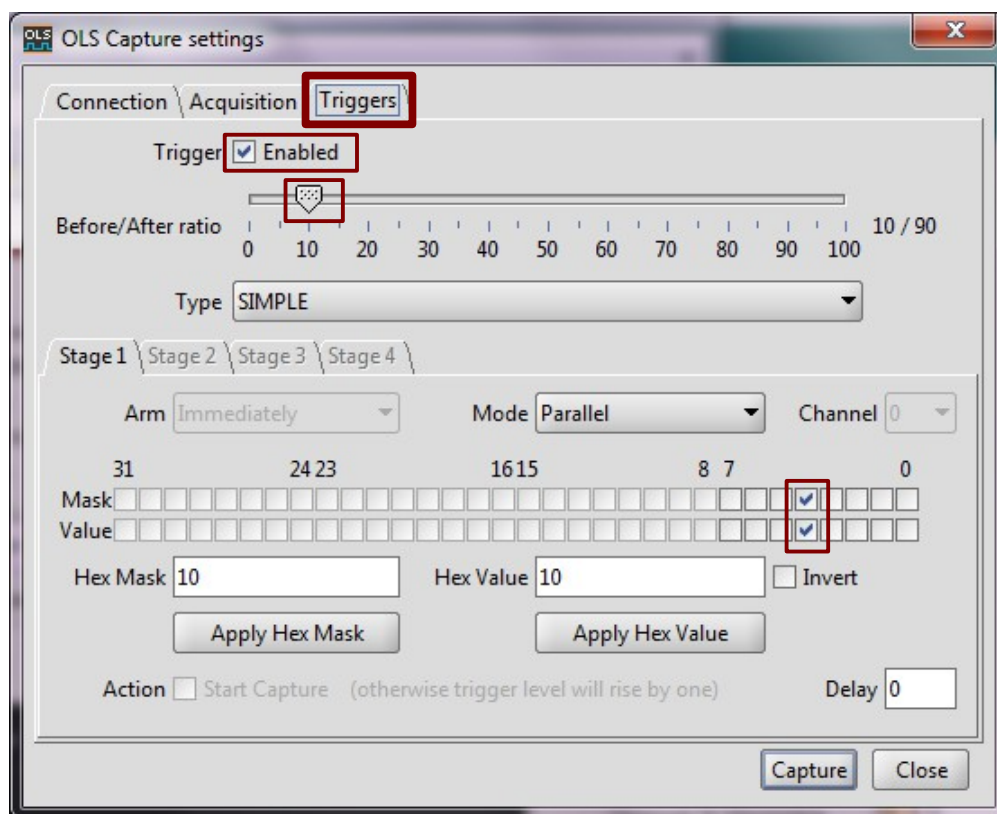 OLS OLS Capture settings
Connection Acquisition Triggers
Trigger Enabled
Before/After ratio 10 / 90
0 10 20 30 40 50 60 70 80 90 100
Type SIMPLE
Stage 1 Stage 2 Stage 3 Stage 4
Arm Immediately Mode Parallel Channel 0
31 24 23 16 15 8 7 0
Mask
Value
Hex Mask 10 Hex Value 10 Invert
Apply Hex Mask Apply Hex Value
Action Start Capture (otherwise trigger level will rise by one) Delay 0
Capture Close